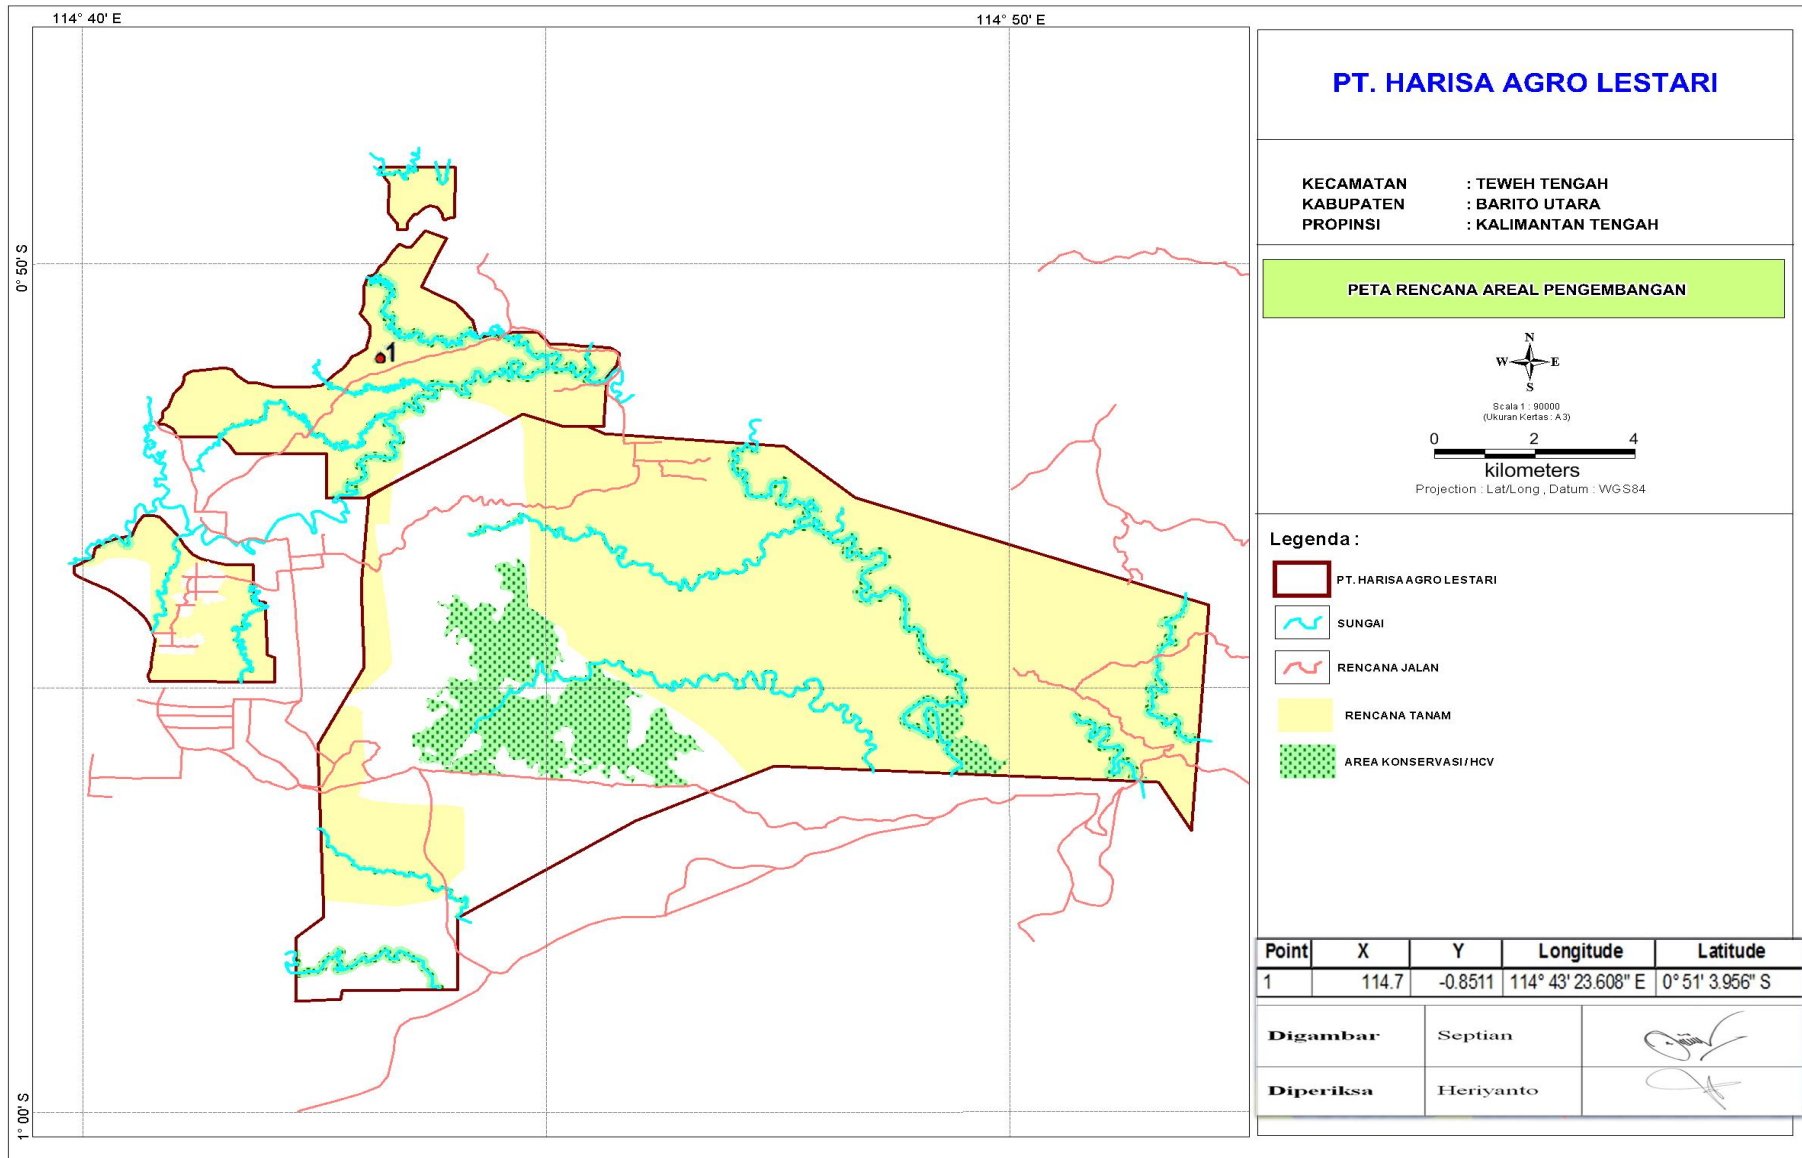 114° 40' E
114° 50' E
0° 50' S
1° 00' S
1
PT. HARISA AGRO LESTARI
KECAMATAN : TEWEH TENGAH
KABUPATEN : BARITO UTARA
PROPINSI : KALIMANTAN TENGAH
PETA RENCANA AREAL PENGEMBANGAN
N
W E
S
Scala 1 : 90000
(Ukuran Kertas : A3)
0 2 4
kilometers
Projection : Lat/Long , Datum : WGS84
Legenda :
PT. HARISA AGRO LESTARI
SUNGAI
RENCANA JALAN
RENCANA TANAM
AREA KONSERVASI / HCV
Point X Y Longitude Latitude
1 114.7 -0.8511 114° 43' 23.608" E 0° 51' 3.956" S
Digambar Septian
Diperiksa Heriyanto